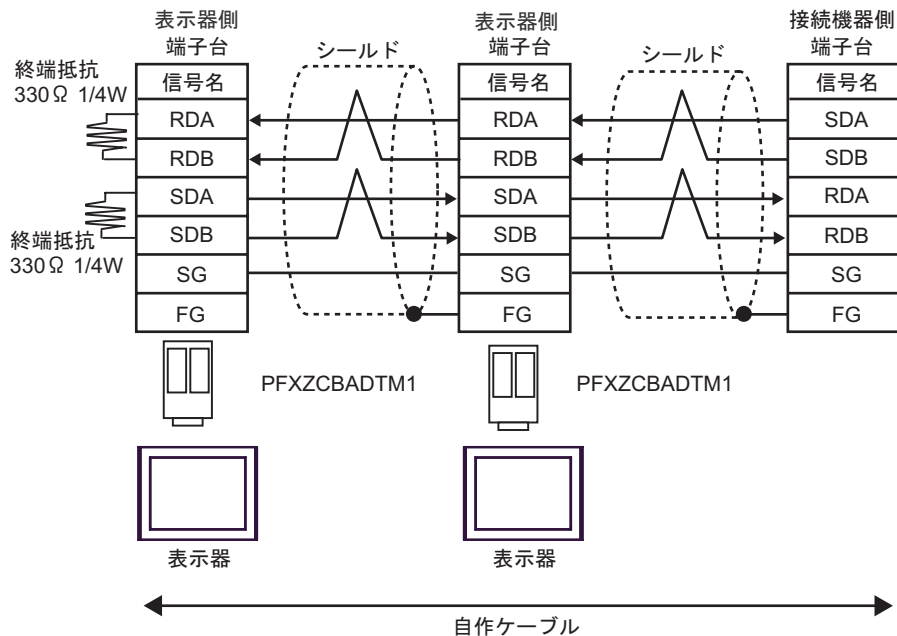 表示器側
端子台
表示器側
端子台
接続機器側
端子台
シールド
シールド
終端抵抗
330Ω 1/4W
終端抵抗
330Ω 1/4W
信号名
RDA
RDB
SDA
SDB
SG
FG
信号名
RDA
RDB
SDA
SDB
SG
FG
信号名
SDA
SDB
RDA
RDB
SG
FG
PFXZCBADTM1
PFXZCBADTM1
表示器
表示器
自作ケーブル